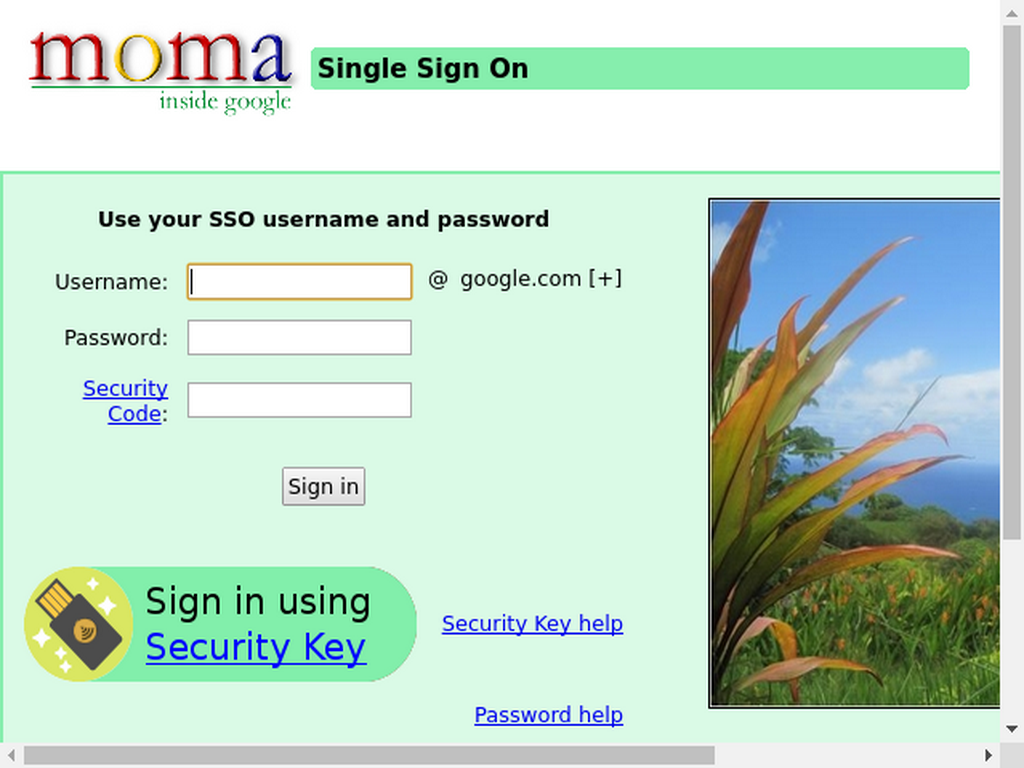 moma
inside google
Single Sign On
Use your SSO username and password
Username:
@ google.com [+]
Password:
Security
Code:
Sign in
Sign in using
Security Key
Security Key help
Password help